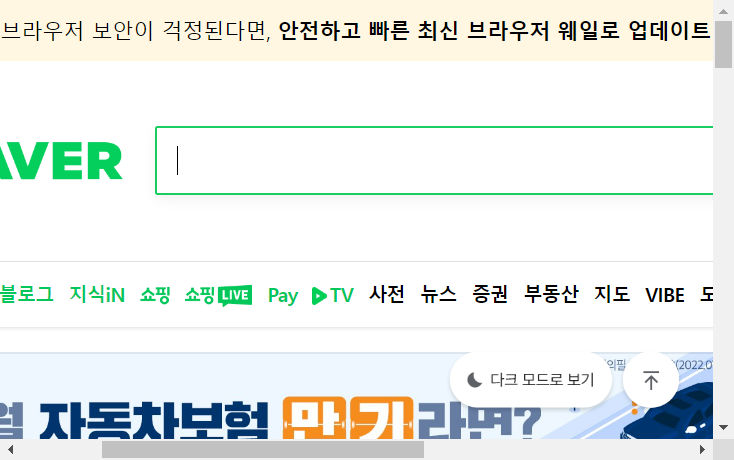 브라우저 보안이 걱정된다면, 안전하고 빠른 최신 브라우저 웨일로 업데이트
AVER
블로그 지식iN 쇼핑 쇼핑LIVE Pay TV 사전 뉴스 증권 부동산 지도 VIBE 도
다크 모드로 보기
월 자동차보험 만기라면?